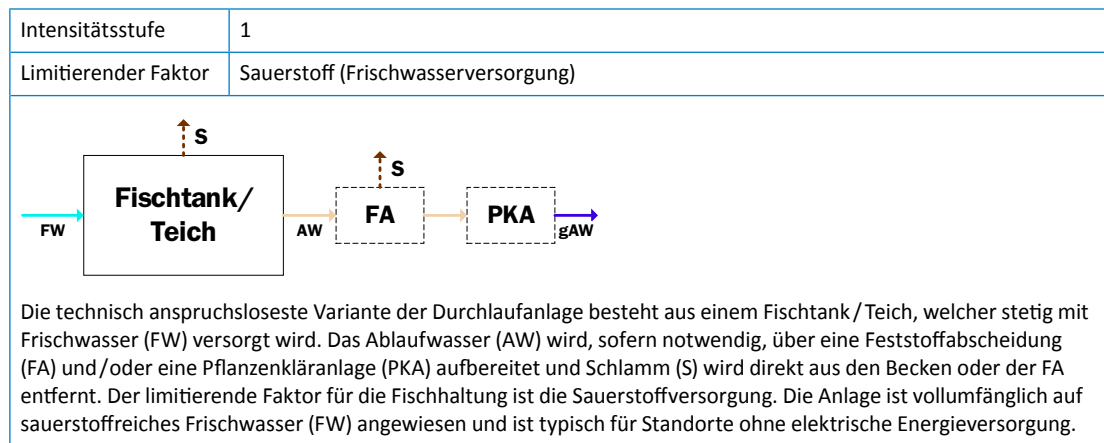 Intensitätsstufe 1
Limitierender Faktor Sauerstoff (Frischwasserversorgung)
S
S
Fischtank/
Teich
FA
PKA
FW
AW
gAW
Die technisch anspruchsloseste Variante der Durchlaufanlage besteht aus einem Fischtank/Teich, welcher stetig mit
Frischwasser (FW) versorgt wird. Das Ablaufwasser (AW) wird, sofern notwendig, über eine Feststoffabscheidung
(FA) und/oder eine Pflanzenkläranlage (PKA) aufbereitet und Schlamm (S) wird direkt aus den Becken oder der FA
entfernt. Der limitierende Faktor für die Fischhaltung ist die Sauerstoffversorgung. Die Anlage ist vollumfänglich auf
sauerstoffreiches Frischwasser (FW) angewiesen und ist typisch für Standorte ohne elektrische Energieversorgung.